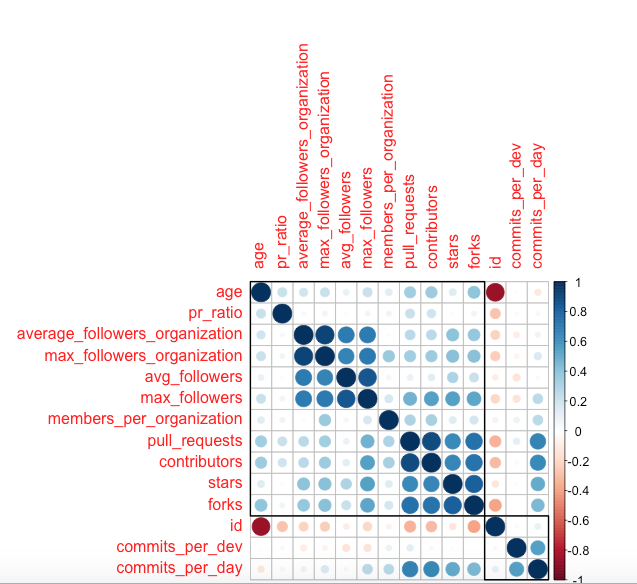 age
pr_ratio
average_followers_organization
max_followers_organization
avg_followers
max_followers
members_per_organization
pull_requests
contributors
stars
forks
id
commits_per_dev
commits_per_day
age
pr_ratio
average_followers_organization
max_followers_organization
avg_followers
max_followers
members_per_organization
pull_requests
contributors
stars
forks
id
commits_per_dev
commits_per_day
1
0.8
0.6
0.4
0.2
0
-0.2
-0.4
-0.6
-0.8
-1